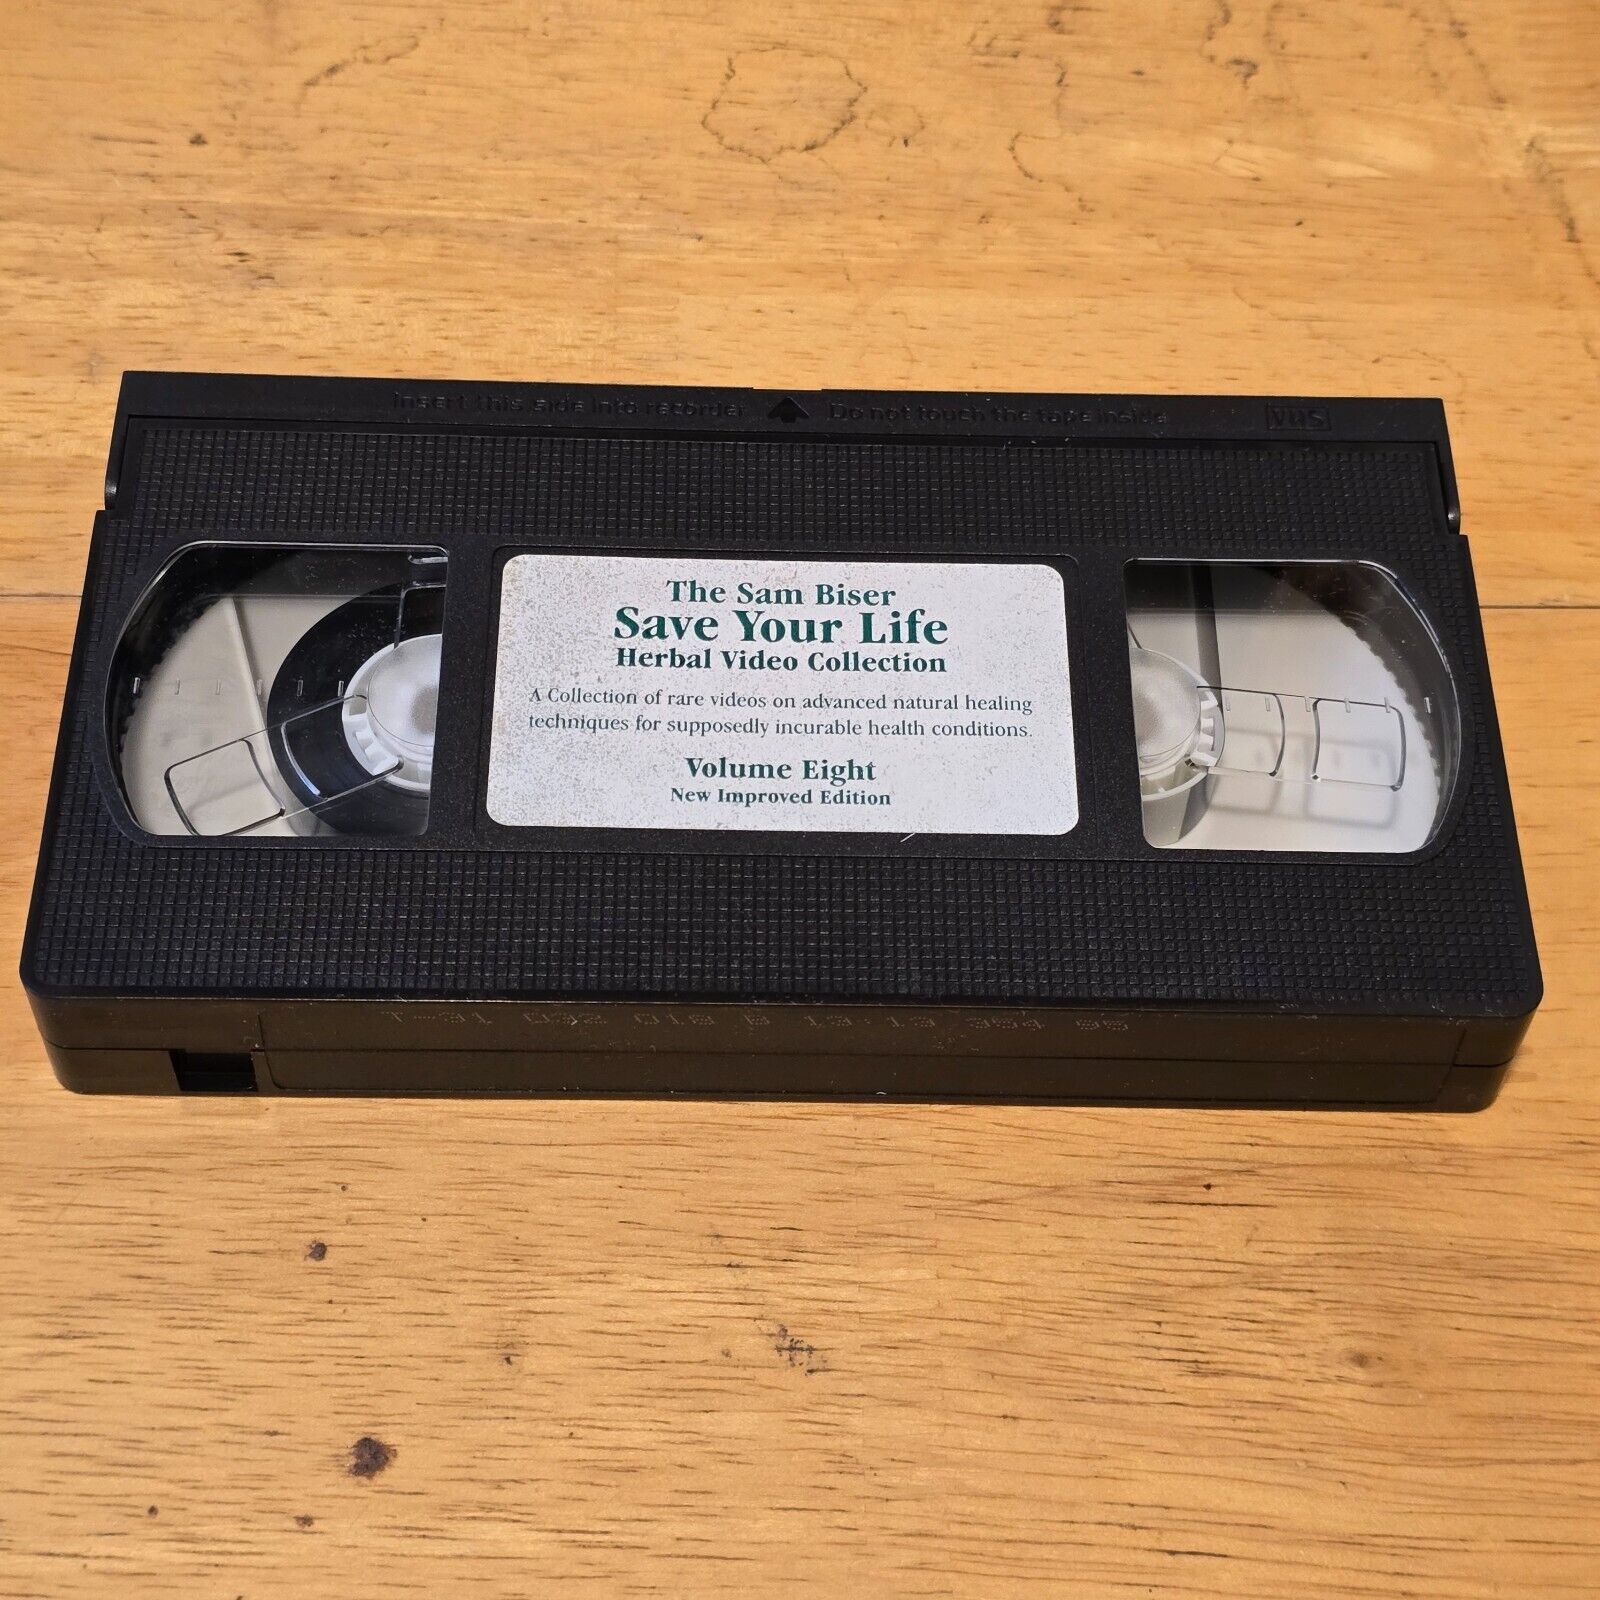 Insert this side into recorder Do not touch the tape inside VHS
The Sam Biser
Save Your Life
Herbal Video Collection
A Collection of rare videos on advanced natural healing
techniques for supposedly incurable health conditions.
Volume Eight
New Improved Edition